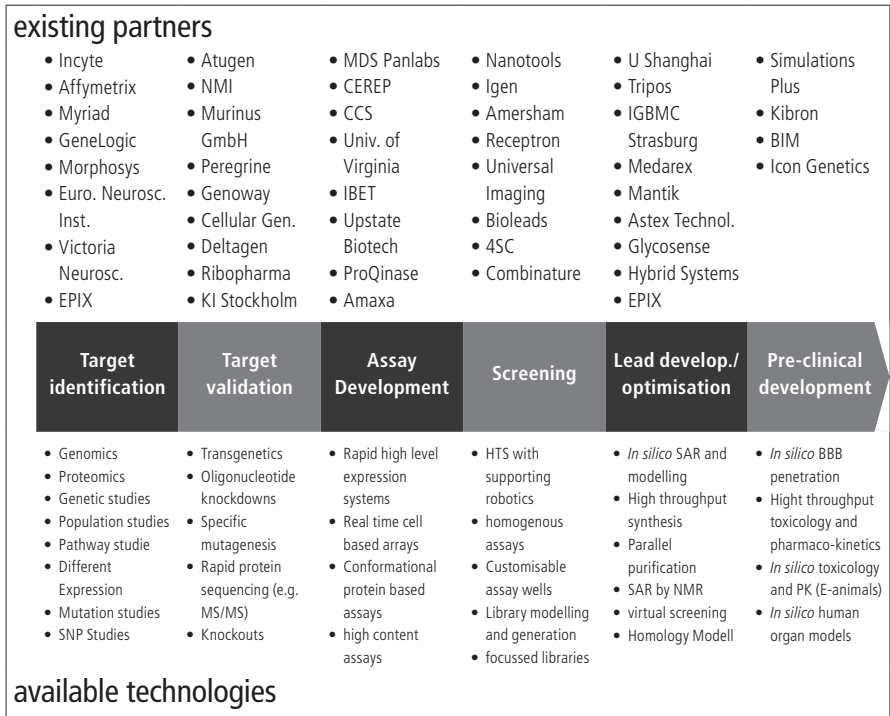 existing partners
• Incyte
• Affymetrix
• Myriad
• GeneLogic
• Morphosys
• Euro. Neurosc.
Inst.
• Victoria
Neurosc.
• EPIX
• Atugen
• NMI
• Murinus
GmbH
• Peregrine
• Genoway
• Cellular Gen.
• Deltagen
• Ribopharma
• KI Stockholm
• MDS Panlabs
• CEREP
• CCS
• Univ. of
Virginia
• IBET
• Upstate
Biotech
• ProQinase
• Amaxa
• Nanotools
• Igen
• Amersham
• Receptron
• Universal
Imaging
• Bioleads
• 4SC
• Combinature
• U Shanghai
• Tripos
• IGBMC
Strasburg
• Medarex
• Mantik
• Astex Technol.
• Glycosense
• Hybrid Systems
• EPIX
• Simulations
Plus
• Kibron
• BIM
• Icon Genetics
Target
identification
Target
validation
Assay
Development
Screening
Lead develop./
optimisation
Pre-clinical
development
• Genomics
• Proteomics
• Genetic studies
• Population studies
• Pathway studie
• Different
Expression
• Mutation studies
• SNP Studies
• Transgenetics
• Oligonucleotide
knockdowns
• Specific
mutagenesis
• Rapid protein
sequencing (e.g.
MS/MS)
• Knockouts
• Rapid high level
expression
systems
• Real time cell
based arrays
• Conformational
protein based
assays
• high content
assays
• HTS with
supporting
robotics
• homogenous
assays
• Customisable
assay wells
• Library modelling
and generation
• focussed libraries
• In silico SAR and
modelling
• High throughput
synthesis
• Parallel
purification
• SAR by NMR
• virtual screening
• Homology Modell
• In silico BBB
penetration
• Hight throughput
toxicology and
pharmaco-kinetics
• In silico toxicology
and PK (E-animals)
• In silico human
organ models
available technologies